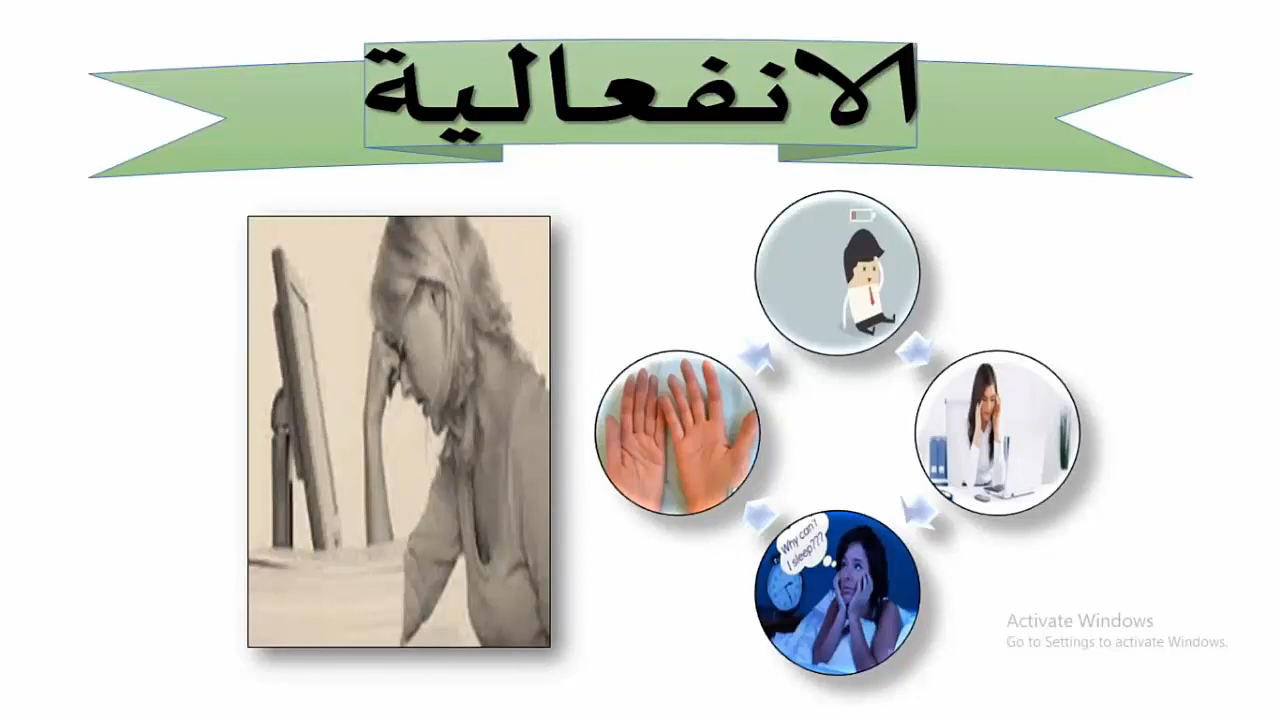 الانفعالية
Why can't
I sleep???
Activate Windows
Go to Settings to activate Windows.